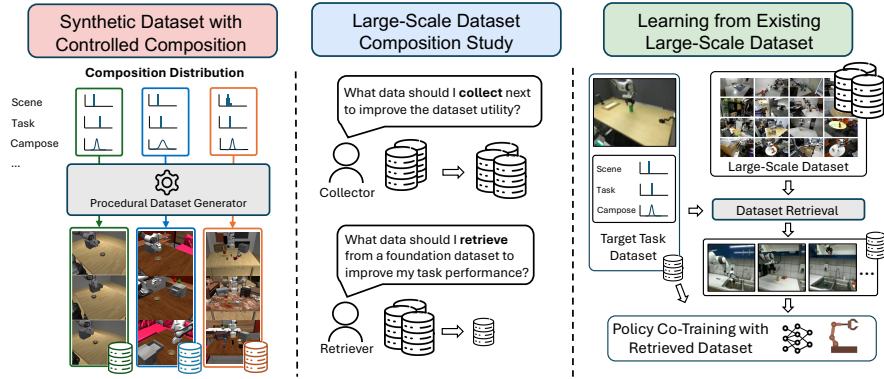 Synthetic Dataset with
Controlled Composition
Composition Distribution
Scene
Task
Campose
...
Procedural Dataset Generator
Large-Scale Dataset
Composition Study
What data should I collect next
to improve the dataset utility?
Collector
What data should I retrieve
from a foundation dataset to
improve my task performance?
Retriever
Learning from Existing
Large-Scale Dataset
Scene
Task
Campose
Target Task
Dataset
Large-Scale Dataset
Dataset Retrieval
...
Policy Co-Training with
Retrieved Dataset